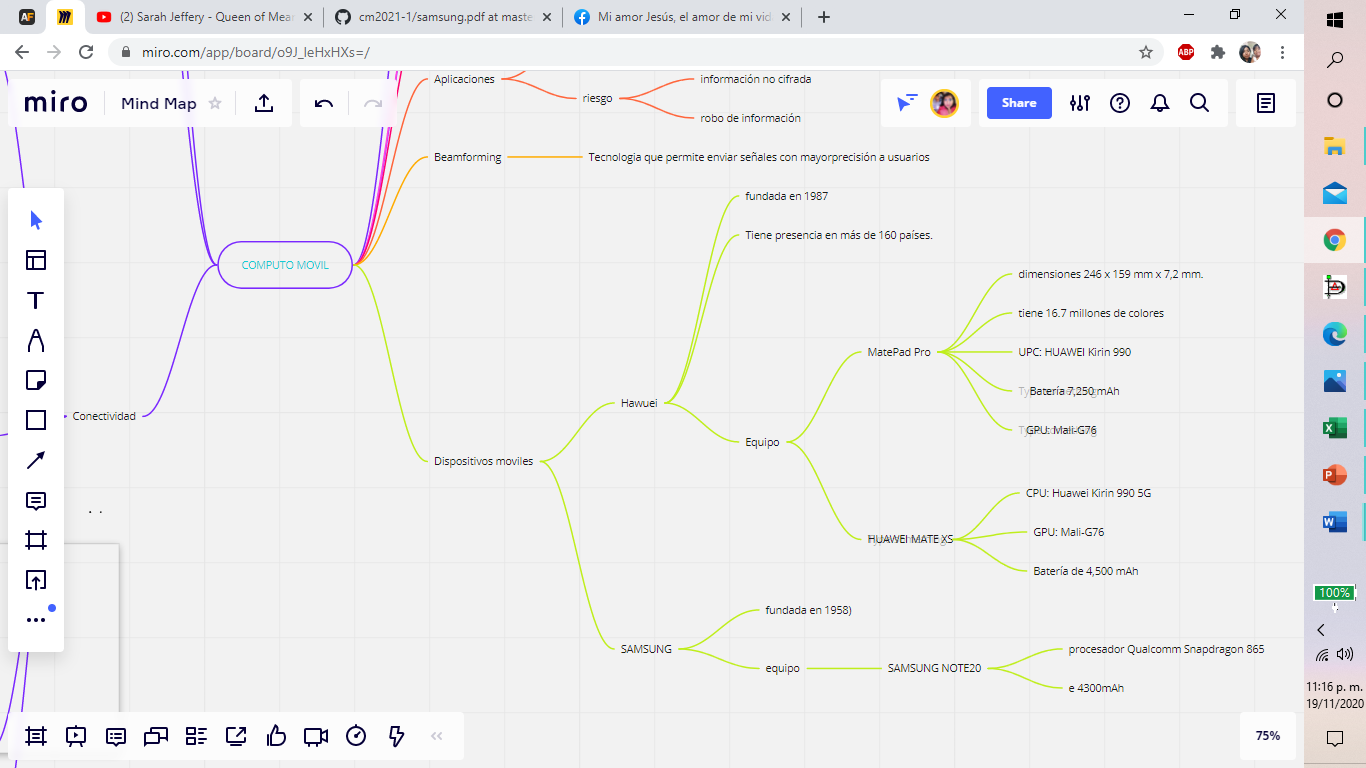 (2) Sarah Jeffery - Queen of Mear
cm2021-1/samsung.pdf at maste
Mi amor Jesús, el amor de mi vid
miro.com/app/board/o9J_leHxHXs=/
ABP
miro
Mind Map
Share
Aplicaciones
riesgo
información no cifrada
robo de información
Beamforming
Tecnologia que permite enviar señales con mayorprecisión a usuarios
COMPUTO MOVIL
Conectividad
Dispositivos moviles
Hawuei
fundada en 1987
Tiene presencia en más de 160 países.
Equipo
MatePad Pro
dimensiones 246 x 159 mm x 7,2 mm.
tiene 16.7 millones de colores
UPC: HUAWEI Kirin 990
Batería 7,250 mAh
GPU: Mali-G76
HUAWEI MATE XS
CPU: Huawei Kirin 990 5G
GPU: Mali-G76
Batería de 4,500 mAh
SAMSUNG
fundada en 1958)
equipo
SAMSUNG NOTE20
procesador Qualcomm Snapdragon 865
e 4300mAh
75%
100%
11:16 p. m.
19/11/2020